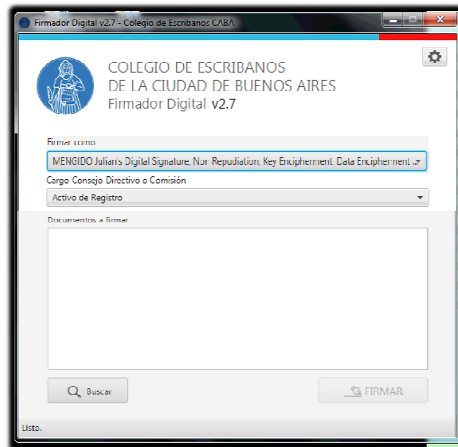 Firmador Digital v2.7 - Colegio de Escribanos CABA
COLEGIO DE ESCRIBANOS
DE LA CIUDAD DE BUENOS AIRES
Firmador Digital v2.7
Firmar como
MENGIDO Julian's Digital Signature, Non Repudiation, Key Encipherment, Data Encipherment ...
Cargo Consejo Directivo o Comisión
Activo de Registro
Documentos a firmar
Buscar
FIRMAR
Listo.